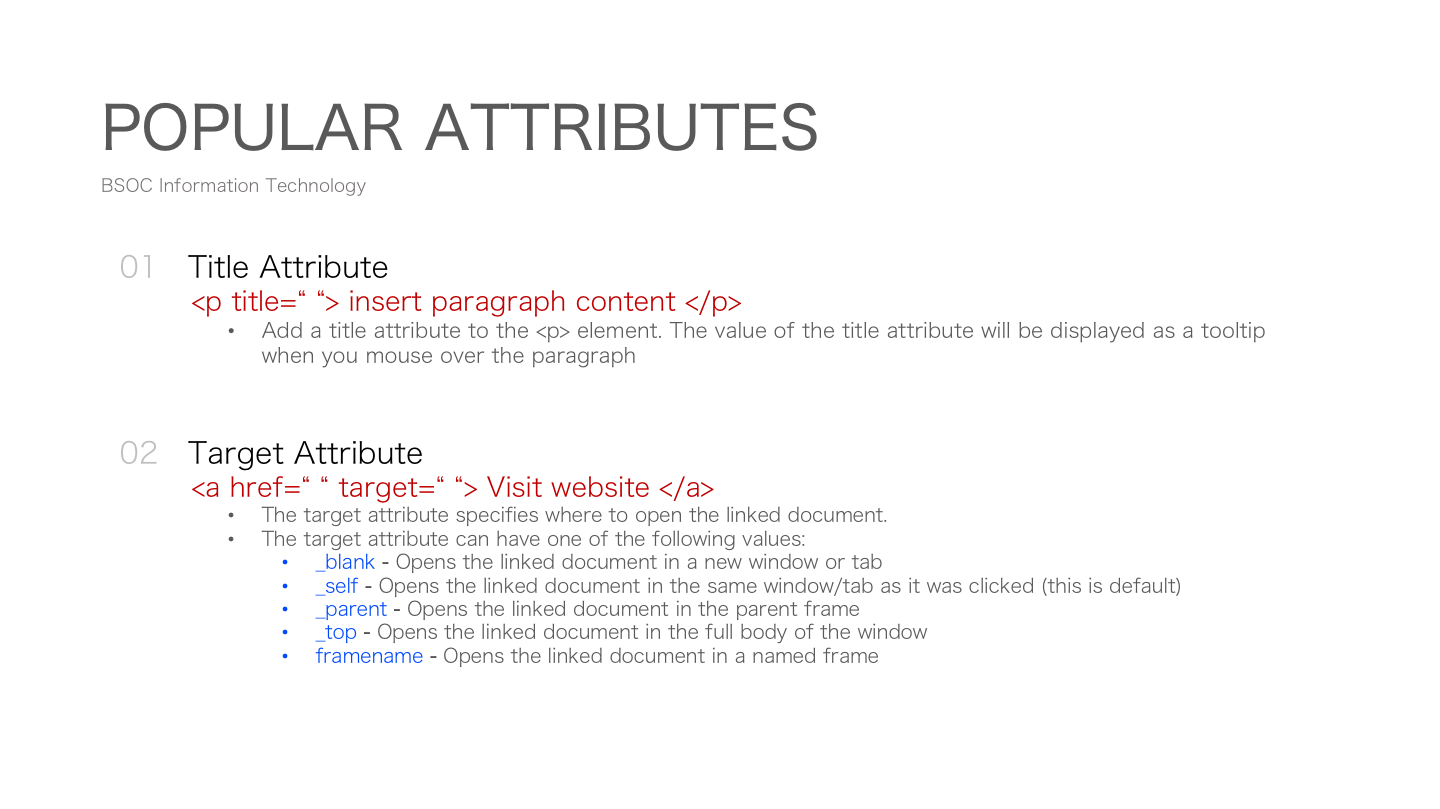 POPULAR ATTRIBUTES
BSOC Information Technology
01 Title Attribute
<p title=“ “> insert paragraph content </p>
• Add a title attribute to the <p> element. The value of the title attribute will be displayed as a tooltip
when you mouse over the paragraph
02 Target Attribute
<a href=“ “ target=“ “> Visit website </a>
• The target attribute specifies where to open the linked document.
• The target attribute can have one of the following values:
• _blank - Opens the linked document in a new window or tab
• _self - Opens the linked document in the same window/tab as it was clicked (this is default)
• _parent - Opens the linked document in the parent frame
• _top - Opens the linked document in the full body of the window
• framename - Opens the linked document in a named frame